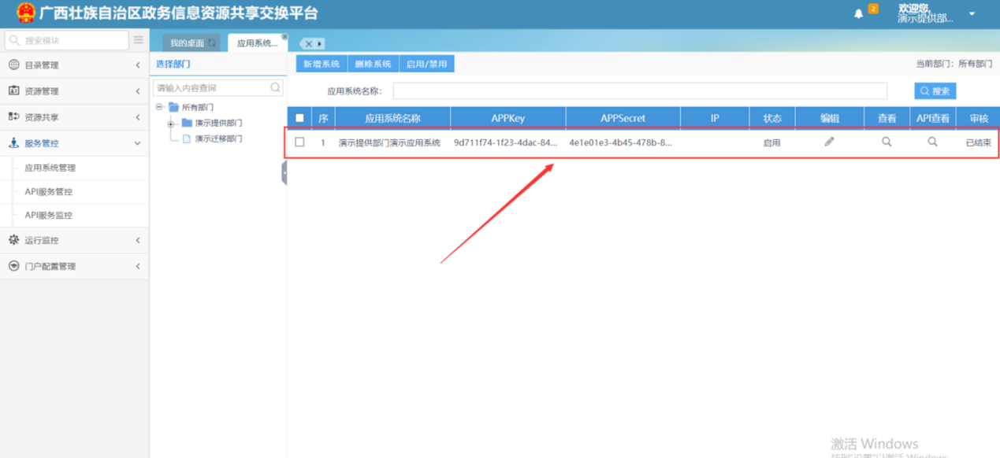 广西壮族自治区政务信息资源共享交换平台
2
欢迎您,
演示提供部...
搜索模块
我的桌面
应用系统...
目录管理
资源管理
资源共享
服务管控
应用系统管理
API服务管控
API服务监控
运行监控
门户配置管理
选择部门
请输入内容查询
所有部门
演示提供部门
演示迁移部门
新增系统 删除系统 启用/禁用
当前部门：所有部门
应用系统名称：
搜索
序 应用系统名称 APPKey APPSecret IP 状态 编辑 查看 API查看 审核
1 演示提供部门演示应用系统 9d711f74-1f23-4dac-84... 4e1e01e3-4b45-478b-8... 启用 已结束
激活 Windows
转到"设置"以激活 Windows